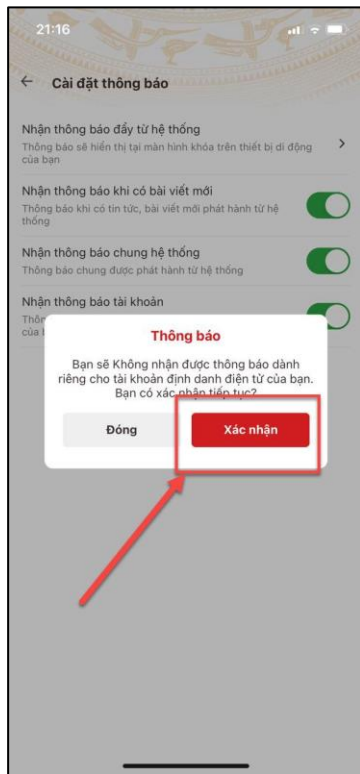 21:16
Cài đặt thông báo
Nhận thông báo đẩy từ hệ thống
Thông báo sẽ hiển thị tại màn hình khóa trên thiết bị di động
của bạn
Nhận thông báo khi có bài viết mới
Thông báo khi có tin tức, bài viết mới phát hành từ hệ
thống
Nhận thông báo chung hệ thống
Thông báo chung được phát hành từ hệ thống
Nhận thông báo tài khoản
của
Thông báo
Bạn sẽ Không nhận được thông báo dành
riêng cho tài khoản định danh điện tử của bạn.
Bạn có xác nhận tiếp tục?
Đóng
Xác nhận